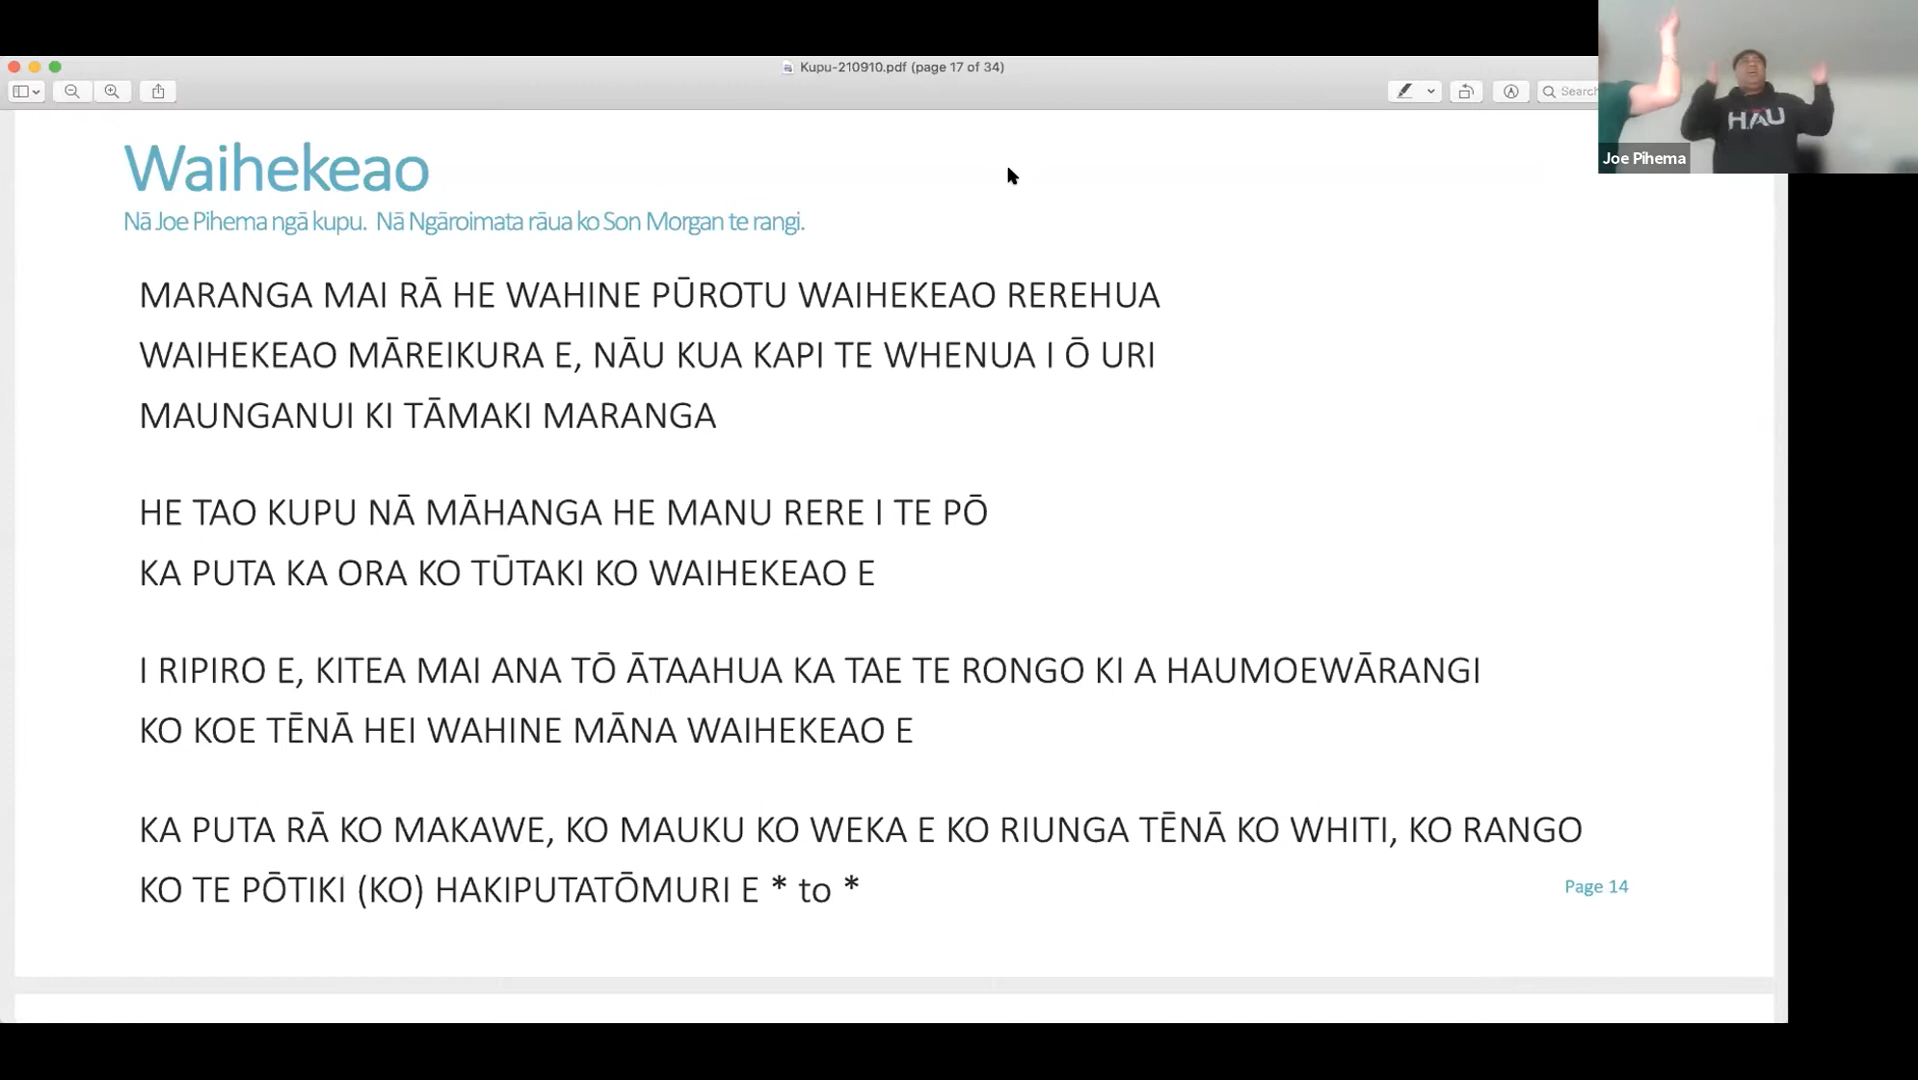 Kupu-210910.pdf (page 17 of 34)
Search
HAU
Joe Pihema
Waihekeao
Nā Joe Pihema ngā kupu. Nā Ngāroimata rāua ko Son Morgan te rangi.
MARANGA MAI RĀ HE WAHINE PŪROTU WAIHEKEAO REREHUA
WAIHEKEAO MĀREIKURA E, NĀU KUA KAPI TE WHENUA I Ō URI
MAUNGANUI KI TĀMAKI MARANGA
HE TAO KUPU NĀ MĀHANGA HE MANU RERE I TE PŌ
KA PUTA KA ORA KO TŪTAKI KO WAIHEKEAO E
I RIPIRO E, KITEA MAI ANA TŌ ĀTAAHUA KA TAE TE RONGO KI A HAUMOEWĀRANGI
KO KOE TĒNĀ HEI WAHINE MĀNA WAIHEKEAO E
KA PUTA RĀ KO MAKAWE, KO MAUKU KO WEKA E KO RIUNGA TĒNĀ KO WHITI, KO RANGO
KO TE PŌTIKI (KO) HAKIPUTATŌMURI E * to *
Page 14